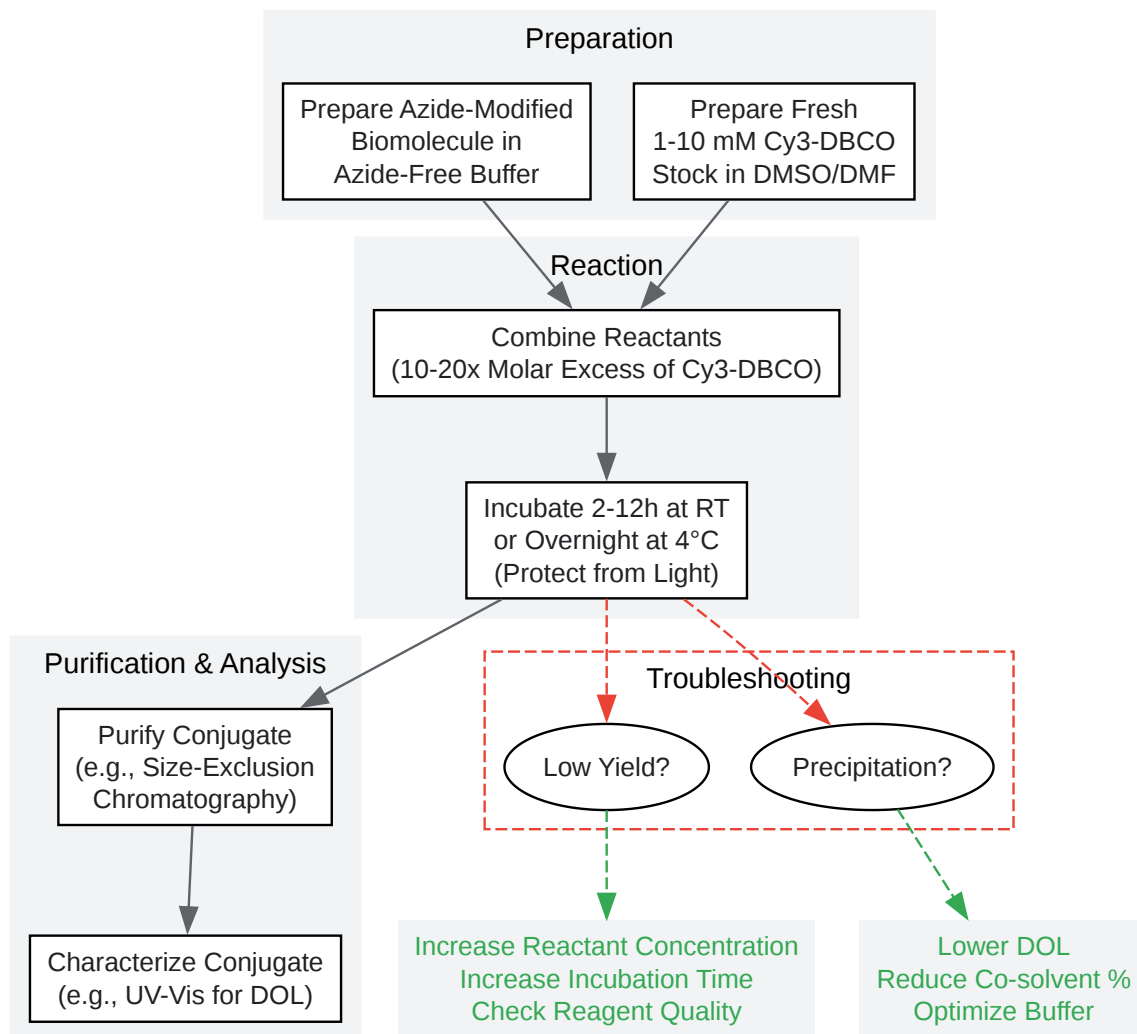 Preparation
Prepare Azide-Modified
Biomolecule in
Azide-Free Buffer
Prepare Fresh
1-10 mM Cy3-DBCO
Stock in DMSO/DMF
Reaction
Combine Reactants
(10-20x Molar Excess of Cy3-DBCO)
Incubate 2-12h at RT
or Overnight at 4°C
(Protect from Light)
Purification & Analysis
Purify Conjugate
(e.g., Size-Exclusion
Chromatography)
Characterize Conjugate
(e.g., UV-Vis for DOL)
Troubleshooting
Low Yield?
Precipitation?
Increase Reactant Concentration
Increase Incubation Time
Check Reagent Quality
Lower DOL
Reduce Co-solvent %
Optimize Buffer